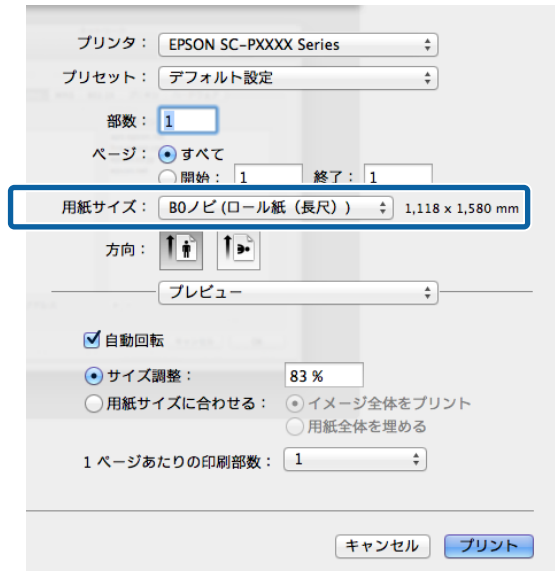 プリンタ： EPSON SC-PXXXX Series
プリセット： デフォルト設定
部数： 1
ページ： すべて
開始： 1 終了： 1
用紙サイズ： B0ノビ (ロール紙（長尺）) 1,118 x 1,580 mm
方向：
プレビュー
自動回転
サイズ調整： 83 %
用紙サイズに合わせる： イメージ全体をプリント
用紙全体を埋める
1 ページあたりの印刷部数： 1
キャンセル プリント